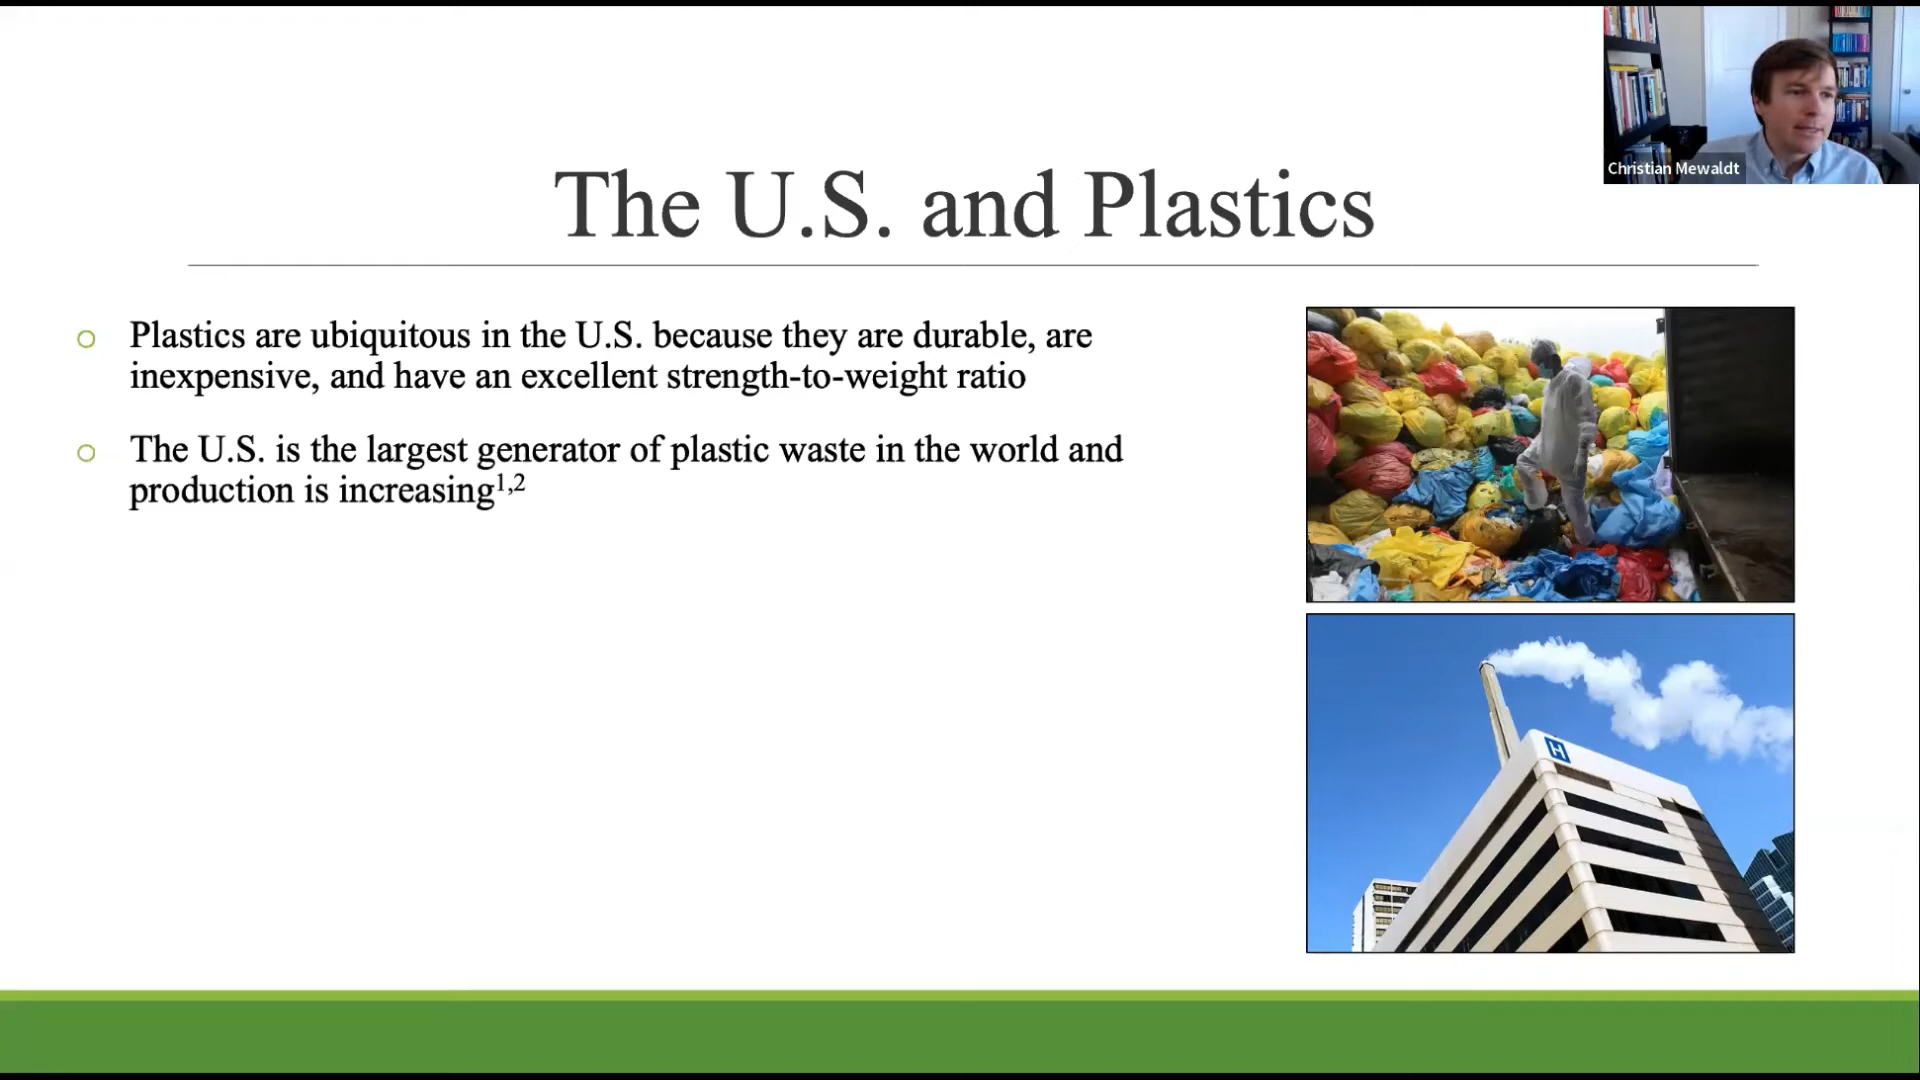 Christian Mewaldt
The U.S. and Plastics
Plastics are ubiquitous in the U.S. because they are durable, are
inexpensive, and have an excellent strength-to-weight ratio
The U.S. is the largest generator of plastic waste in the world and
production is increasing1,2
H